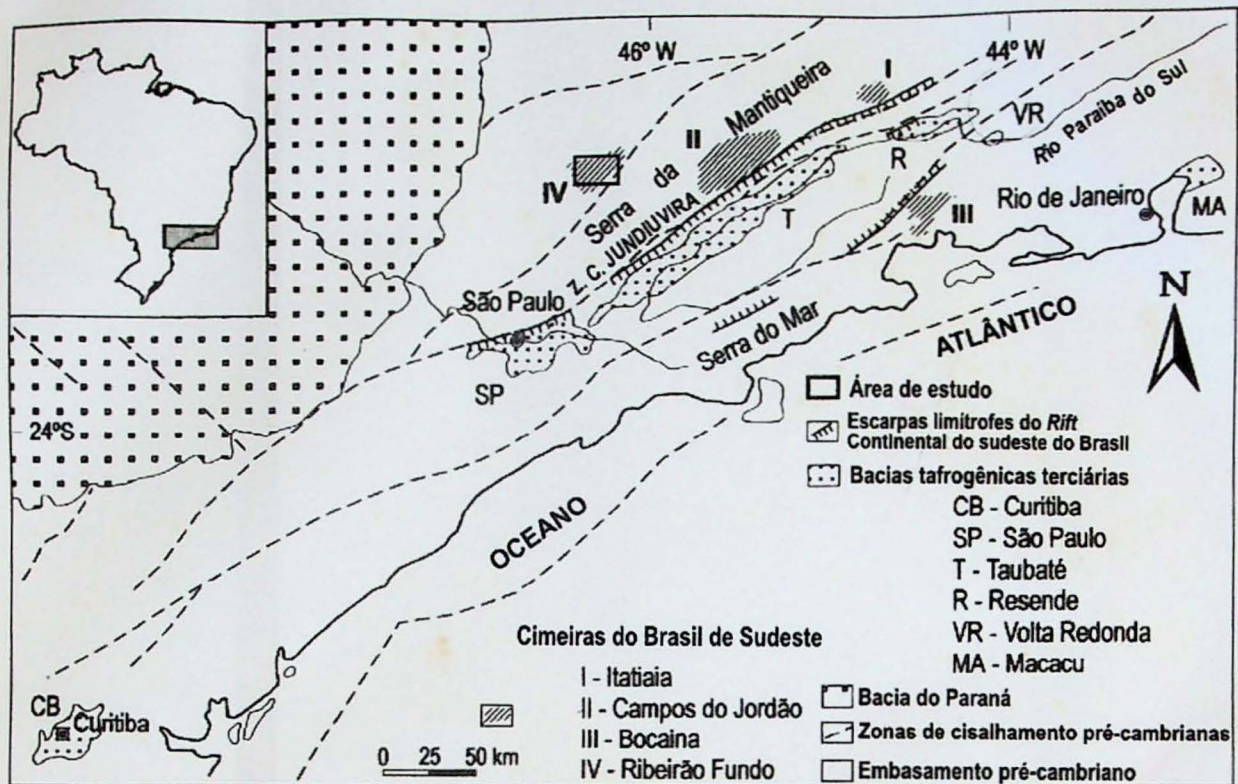 46º W
44º W
I
Serra da Mantiqueira
II
VR
Rio Paraíba do Sul
IV
R
Z. C. JUNDIUVIRA
III
Rio de Janeiro
MA
T
N
São Paulo
Serra do Mar
ATLÂNTICO
SP
24ºS
OCEANO
Área de estudo
Escarpas limítrofes do Rift
Continental do sudeste do Brasil
Bacias tafrogênicas terciárias
CB - Curitiba
SP - São Paulo
T - Taubaté
R - Resende
VR - Volta Redonda
MA - Macacu
Cimeiras do Brasil de Sudeste
I - Itatiaia
II - Campos do Jordão
III - Bocaina
IV - Ribeirão Fundo
Bacia do Paraná
Zonas de cisalhamento pré-cambrianas
Embasamento pré-cambriano
CB
Curitiba
0 25 50 km